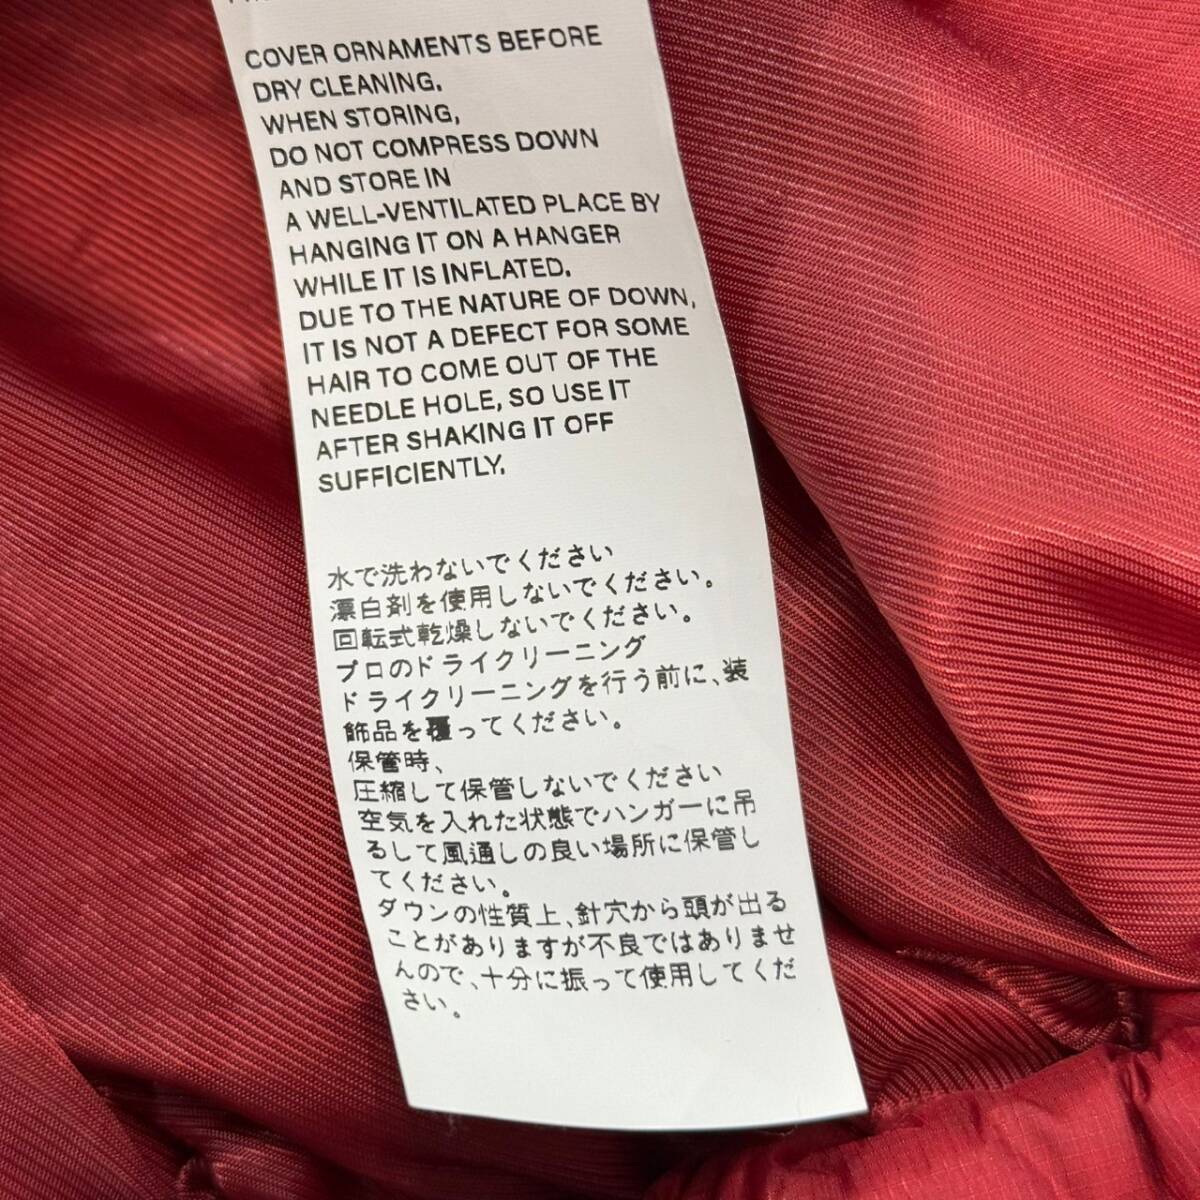 COVER ORNAMENTS BEFORE
DRY CLEANING.
WHEN STORING,
DO NOT COMPRESS DOWN
AND STORE IN
A WELL-VENTILATED PLACE BY
HANGING IT ON A HANGER
WHILE IT IS INFLATED.
DUE TO THE NATURE OF DOWN,
IT IS NOT A DEFECT FOR SOME
HAIR TO COME OUT OF THE
NEEDLE HOLE, SO USE IT
AFTER SHAKING IT OFF
SUFFICIENTLY.
水で洗わないでください
漂白剤を使用しないでください。
回転式乾燥しないでください。
プロのドライクリーニング
ドライクリーニングを行う前に、装
飾品を覆ってください。
保管時、
圧縮して保管しないでください
空気を入れた状態でハンガーに吊
るして風通しの良い場所に保管し
てください。
ダウンの性質上、針穴から頭が出る
ことがありますが不良ではありませ
んので、十分に振って使用してくだ
さい。